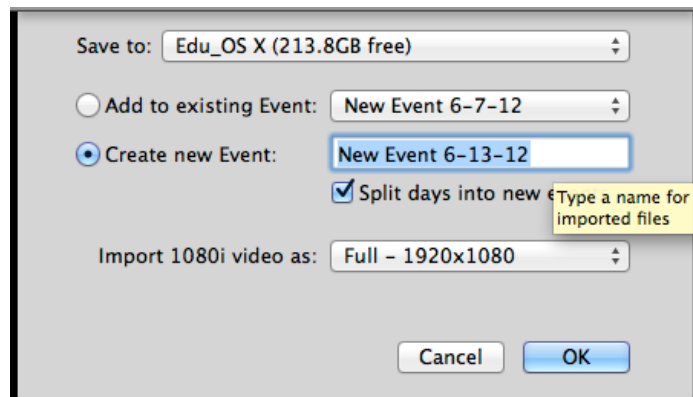 Save to: Edu_OS X (213.8GB free)
Add to existing Event: New Event 6-7-12
Create new Event: New Event 6-13-12
Split days into new e
Type a name for
imported files
Import 1080i video as: Full – 1920x1080
Cancel OK